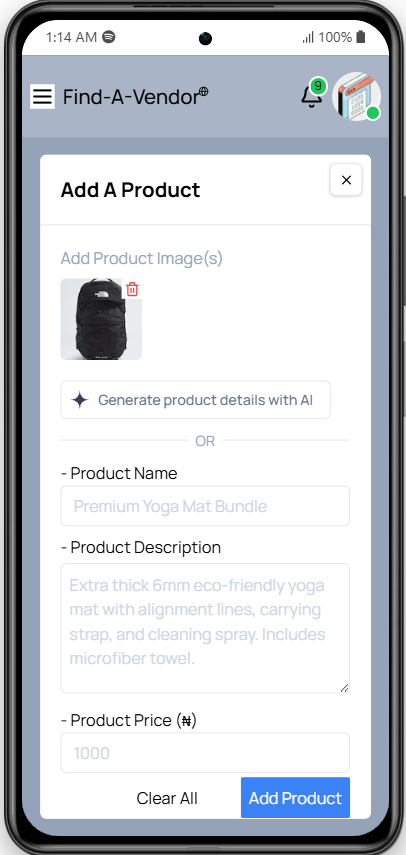 1:14 AM
100%
Find-A-Vendor
9
Add A Product
Add Product Image(s)
Generate product details with AI
OR
- Product Name
Premium Yoga Mat Bundle
- Product Description
Extra thick 6mm eco-friendly yoga
mat with alignment lines, carrying
strap, and cleaning spray. Includes
microfiber towel.
- Product Price (₦)
1000
Clear All
Add Product